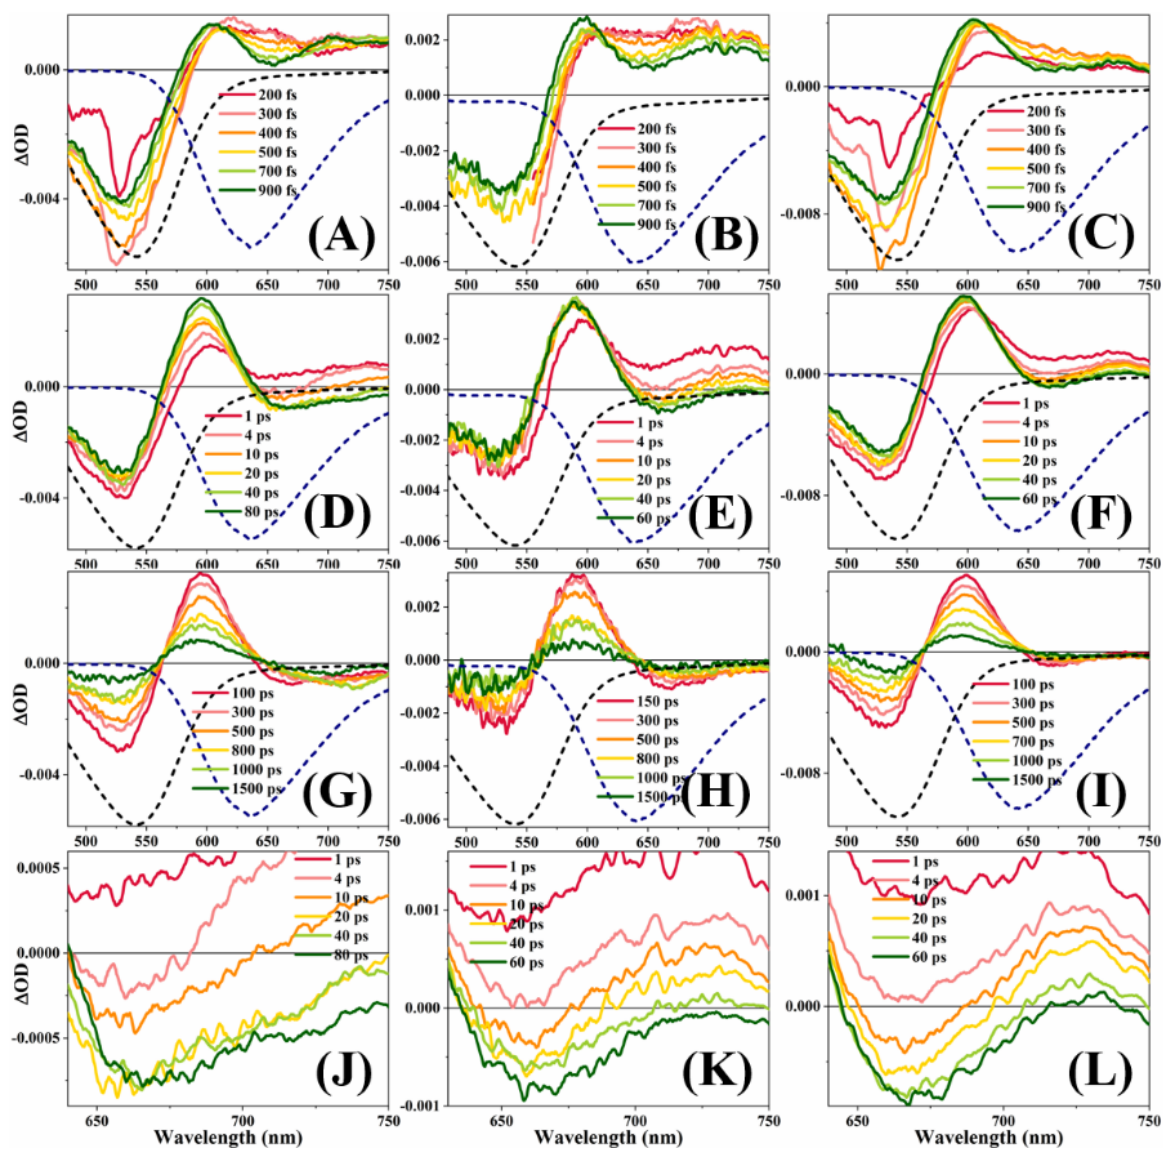 ΔOD
0.000
-0.004
200 fs
300 fs
400 fs
500 fs
700 fs
900 fs
(A)
500 550 600 650 700 750
0.002
0.000
-0.002
-0.004
-0.006
200 fs
300 fs
400 fs
500 fs
700 fs
900 fs
(B)
500 550 600 650 700 750
0.000
-0.008
200 fs
300 fs
400 fs
500 fs
700 fs
900 fs
(C)
500 550 600 650 700 750
ΔOD
0.000
-0.004
1 ps
4 ps
10 ps
20 ps
40 ps
80 ps
(D)
500 550 600 650 700 750
0.002
0.000
-0.002
-0.004
-0.006
1 ps
4 ps
10 ps
20 ps
40 ps
60 ps
(E)
500 550 600 650 700 750
0.000
-0.008
1 ps
4 ps
10 ps
20 ps
40 ps
60 ps
(F)
500 550 600 650 700 750
ΔOD
0.000
-0.004
100 ps
300 ps
500 ps
800 ps
1000 ps
1500 ps
(G)
500 550 600 650 700 750
0.002
0.000
-0.002
-0.004
-0.006
150 ps
300 ps
500 ps
800 ps
1000 ps
1500 ps
(H)
500 550 600 650 700 750
0.000
-0.008
100 ps
300 ps
500 ps
700 ps
1000 ps
1500 ps
(I)
500 550 600 650 700 750
ΔOD
0.0005
0.0000
-0.0005
1 ps
4 ps
10 ps
20 ps
40 ps
80 ps
(J)
650 700 750
Wavelength (nm)
0.001
0.000
-0.001
1 ps
4 ps
10 ps
20 ps
40 ps
60 ps
(K)
650 700 750
Wavelength (nm)
0.001
0.000
1 ps
4 ps
10 ps
20 ps
40 ps
60 ps
(L)
650 700 750
Wavelength (nm)